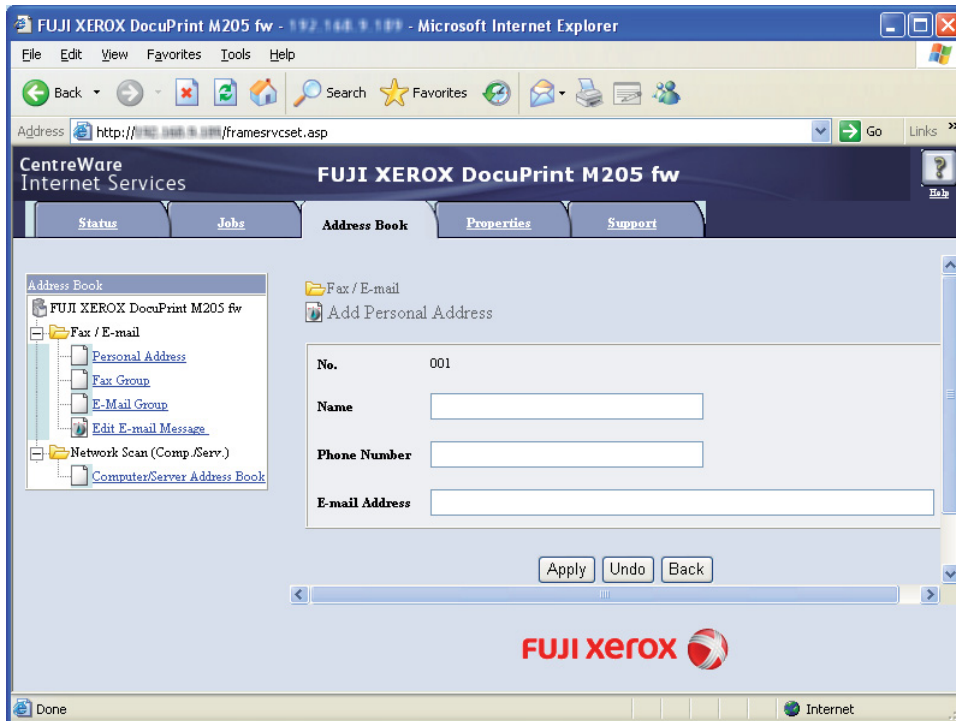 FUJI XEROX DocuPrint M205 fw - 192.168.9.189 - Microsoft Internet Explorer
File Edit View Favorites Tools Help
Back Search Favorites
Address http:// /framesrvcset.asp Go Links »
CentreWare
Internet Services
FUJI XEROX DocuPrint M205 fw
Help
Status Jobs Address Book Properties Support
Address Book
FUJI XEROX DocuPrint M205 fw
Fax / E-mail
Personal Address
Fax Group
E-Mail Group
Edit E-mail Message
Network Scan (Comp./Serv.)
Computer/Server Address Book
Fax / E-mail
Add Personal Address
No. 001
Name
Phone Number
E-mail Address
Apply Undo Back
FUJI xerox
Done Internet